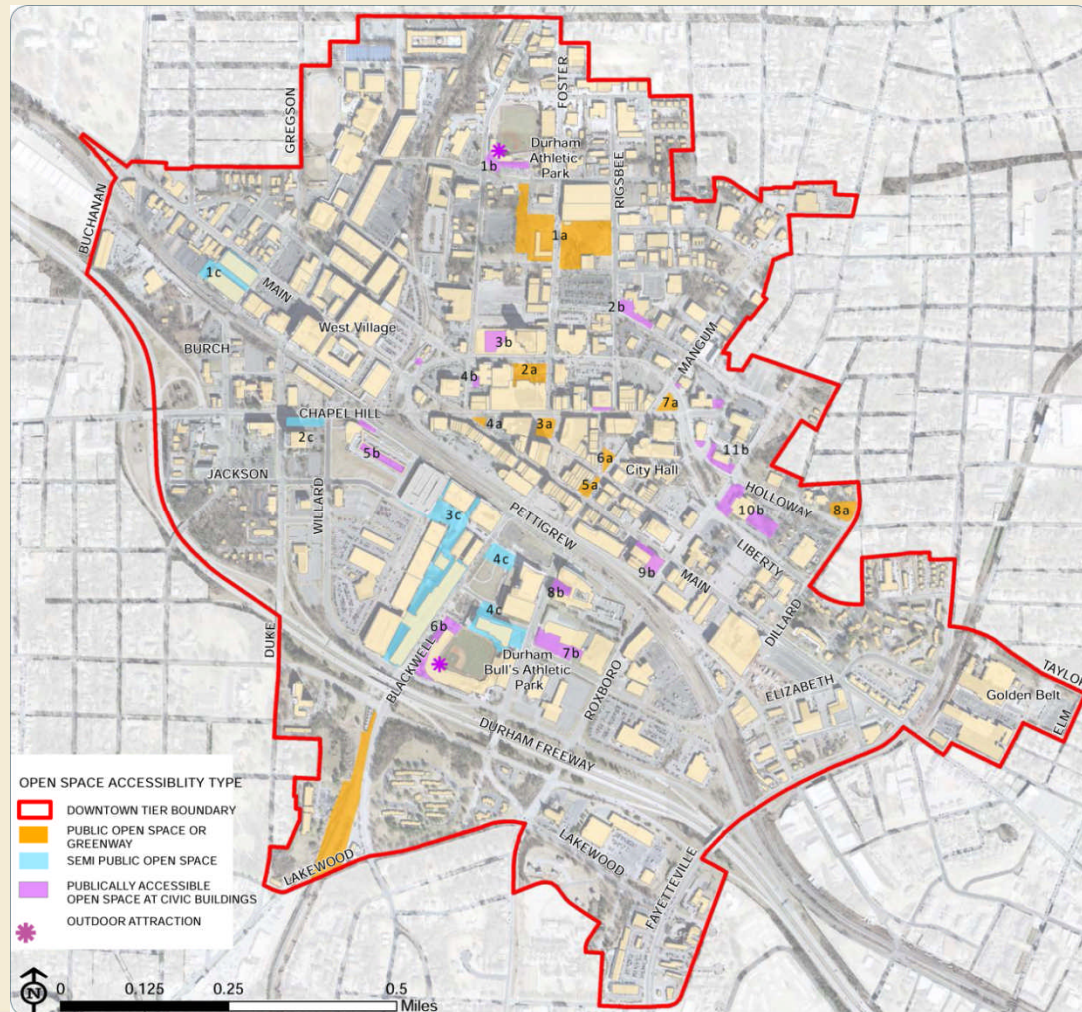 FOSTER
GREGSON
Durham
Athletic
Park
1b
RIGSBEE
BUCHANAN
1a
1c
MAIN
2b
West Village
MANGUM
3b
BURCH
2a
4b
7a
CHAPEL HILL
4a
3a
2c
11b
5b
6a
City Hall
JACKSON
HOLLOWAY
5a
WILLARD
8a
10b
3c
PETTIGREW
LIBERTY
4c
9b
MAIN
8b
DILLARD
4c
6b
DUKE
BLACKWELL
Durham
Bull's Athletic
Park
7b
ROXBORO
ELIZABETH
TAYLOR
Golden Belt
ELM
DURHAM FREEWAY
OPEN SPACE ACCESSIBLITY TYPE
DOWNTOWN TIER BOUNDARY
PUBLIC OPEN SPACE OR
GREENWAY
SEMI PUBLIC OPEN SPACE
PUBLICALLY ACCESSIBLE
OPEN SPACE AT CIVIC BUILDINGS
OUTDOOR ATTRACTION
LAKEWOOD
LAKEWOOD
FAYETTEVILLE
N
0 0.125 0.25 0.5
Miles